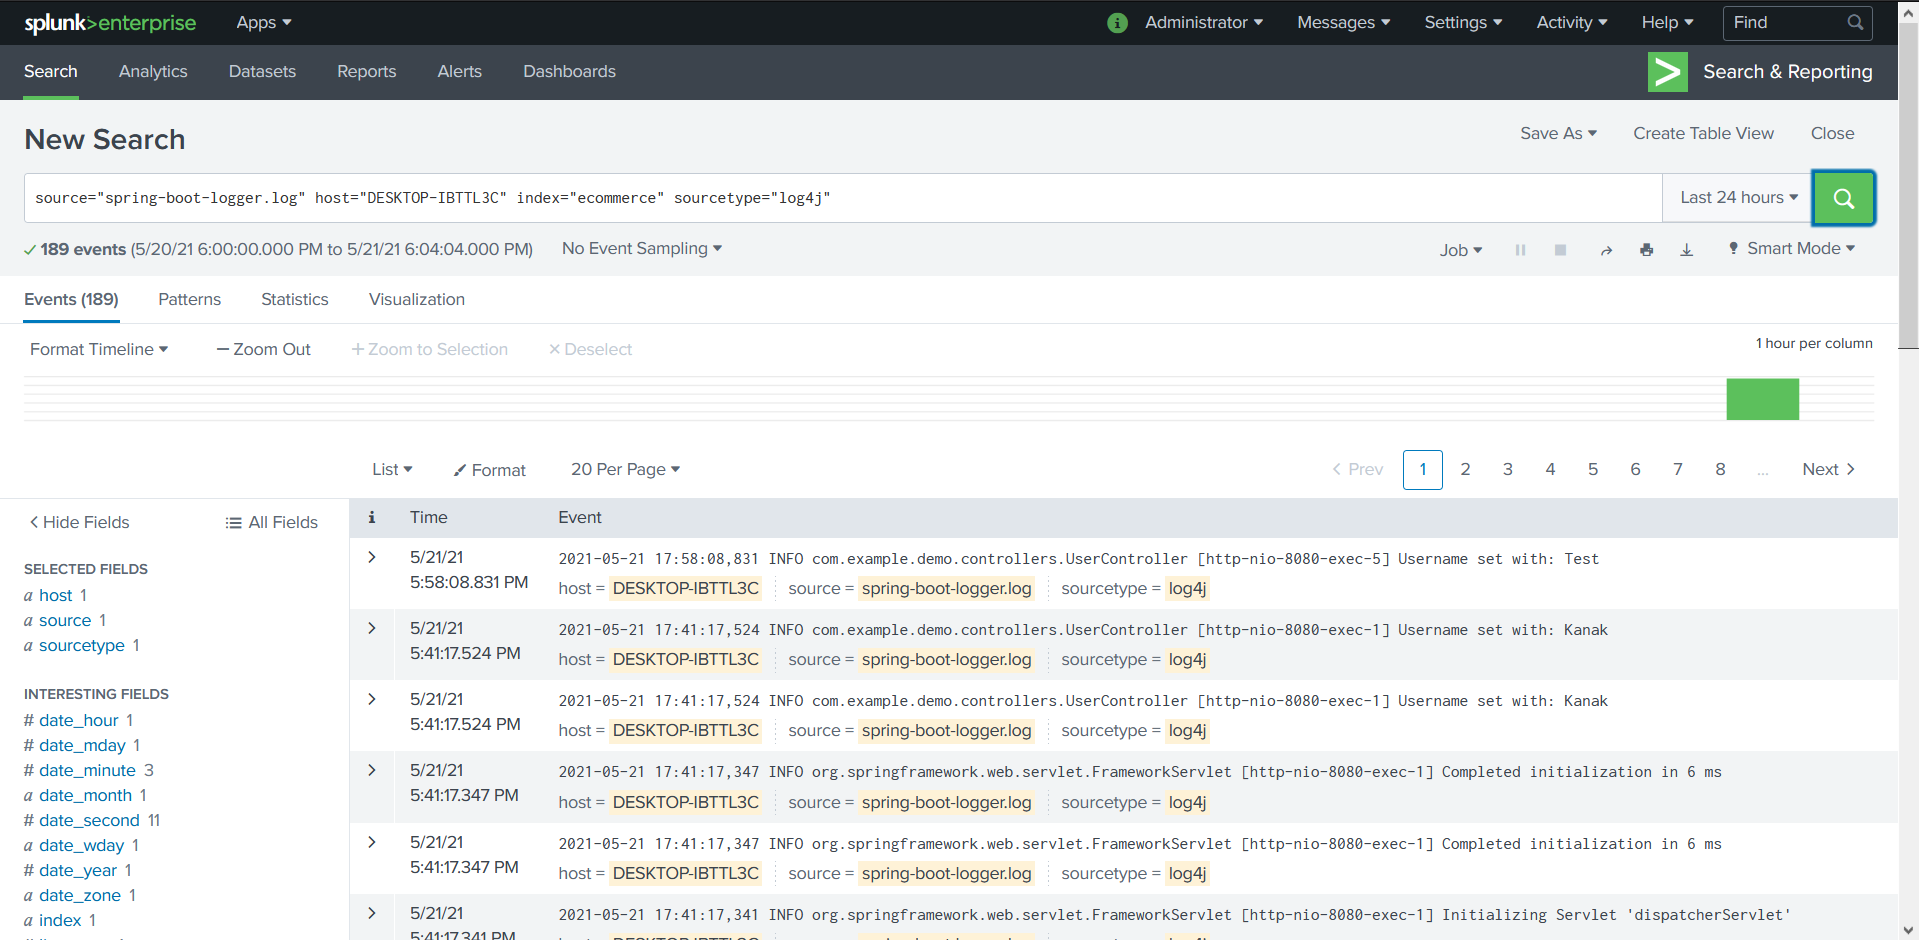 splunk>enterprise Apps Administrator Messages Settings Activity Help Find
Search Analytics Datasets Reports Alerts Dashboards Search & Reporting
New Search Save As Create Table View Close
source="spring-boot-logger.log" host="DESKTOP-IBTTL3C" index="ecommerce" sourcetype="log4j" Last 24 hours
189 events (5/20/21 6:00:00.000 PM to 5/21/21 6:04:04.000 PM) No Event Sampling Job Smart Mode
Events (189) Patterns Statistics Visualization
Format Timeline — Zoom Out + Zoom to Selection × Deselect 1 hour per column
List Format 20 Per Page < Prev 1 2 3 4 5 6 7 8 ... Next >
< Hide Fields All Fields
SELECTED FIELDS
a host 1
a source 1
a sourcetype 1
INTERESTING FIELDS
# date_hour 1
# date_mday 1
# date_minute 3
a date_month 1
# date_second 11
a date_wday 1
# date_year 1
a date_zone 1
a index 1
i Time Event
> 5/21/21 5:58:08.831 PM
2021-05-21 17:58:08,831 INFO com.example.demo.controllers.UserController [http-nio-8080-exec-5] Username set with: Test
host = DESKTOP-IBTTL3C source = spring-boot-logger.log sourcetype = log4j
> 5/21/21 5:41:17.524 PM
2021-05-21 17:41:17,524 INFO com.example.demo.controllers.UserController [http-nio-8080-exec-1] Username set with: Kanak
host = DESKTOP-IBTTL3C source = spring-boot-logger.log sourcetype = log4j
> 5/21/21 5:41:17.524 PM
2021-05-21 17:41:17,524 INFO com.example.demo.controllers.UserController [http-nio-8080-exec-1] Username set with: Kanak
host = DESKTOP-IBTTL3C source = spring-boot-logger.log sourcetype = log4j
> 5/21/21 5:41:17.347 PM
2021-05-21 17:41:17,347 INFO org.springframework.web.servlet.FrameworkServlet [http-nio-8080-exec-1] Completed initialization in 6 ms
host = DESKTOP-IBTTL3C source = spring-boot-logger.log sourcetype = log4j
> 5/21/21 5:41:17.347 PM
2021-05-21 17:41:17,347 INFO org.springframework.web.servlet.FrameworkServlet [http-nio-8080-exec-1] Completed initialization in 6 ms
host = DESKTOP-IBTTL3C source = spring-boot-logger.log sourcetype = log4j
> 5/21/21 5:41:17.341 PM
2021-05-21 17:41:17,341 INFO org.springframework.web.servlet.FrameworkServlet [http-nio-8080-exec-1] Initializing Servlet 'dispatcherServlet'